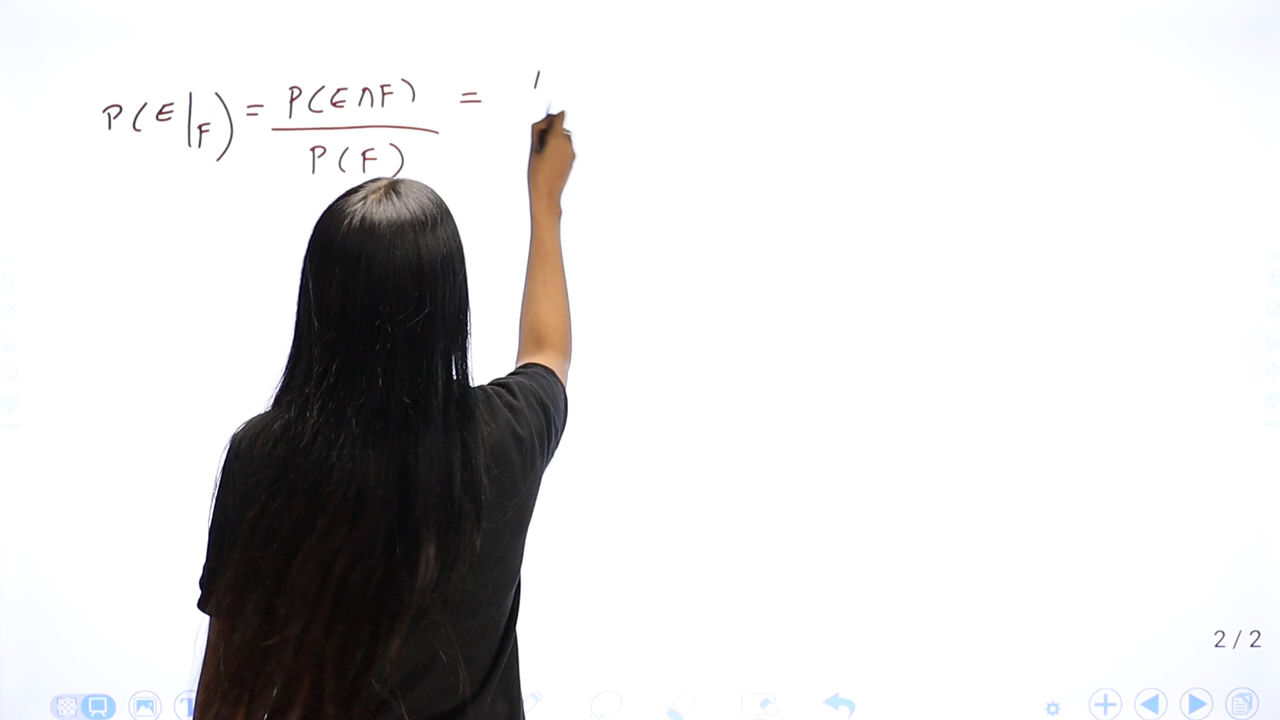 P(E|F) = P(E∩F) / P(F) =
2 / 2